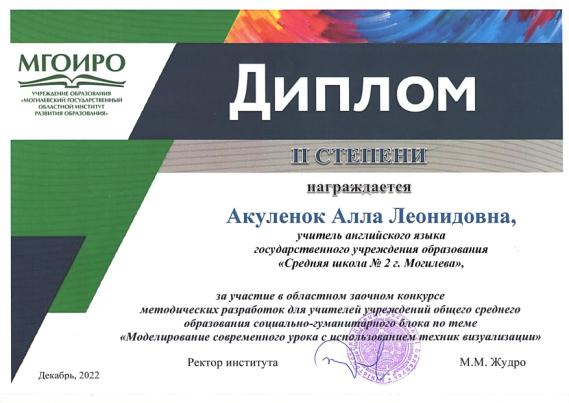 МГОИРО
УЧРЕЖДЕНИЕ ОБРАЗОВАНИЯ
«МОГИЛЕВСКИЙ ГОСУДАРСТВЕННЫЙ
ОБЛАСТНОЙ ИНСТИТУТ
РАЗВИТИЯ ОБРАЗОВАНИЯ»
Диплом
II СТЕПЕНИ
награждается
Акуленок Алла Леонидовна,
учитель английского языка
государственного учреждения образования
«Средняя школа № 2 г. Могилева»,
за участие в областном заочном конкурсе
методических разработок для учителей учреждений общего среднего
образования социально-гуманитарного блока по теме
«Моделирование современного урока с использованием техник визуализации»
Ректор института
М.М. Жудро
Декабрь, 2022